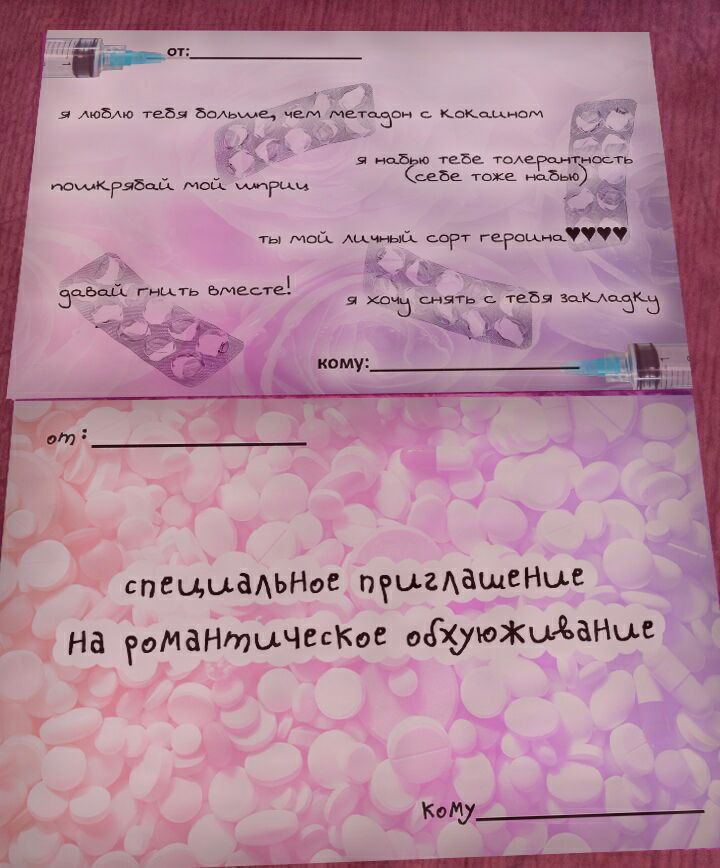 от:
я люблю тебя больше, чем метадон с кокаином
я набью тебе толерантность
(себе тоже набью)
пошкрябай мой шприц
ты мой личный сорт героина♥♥♥♥
давай гнить вместе!
я хочу снять с тебя закладку
кому:
от:
специальное приглашение
на романтическое обхуюживание
кому